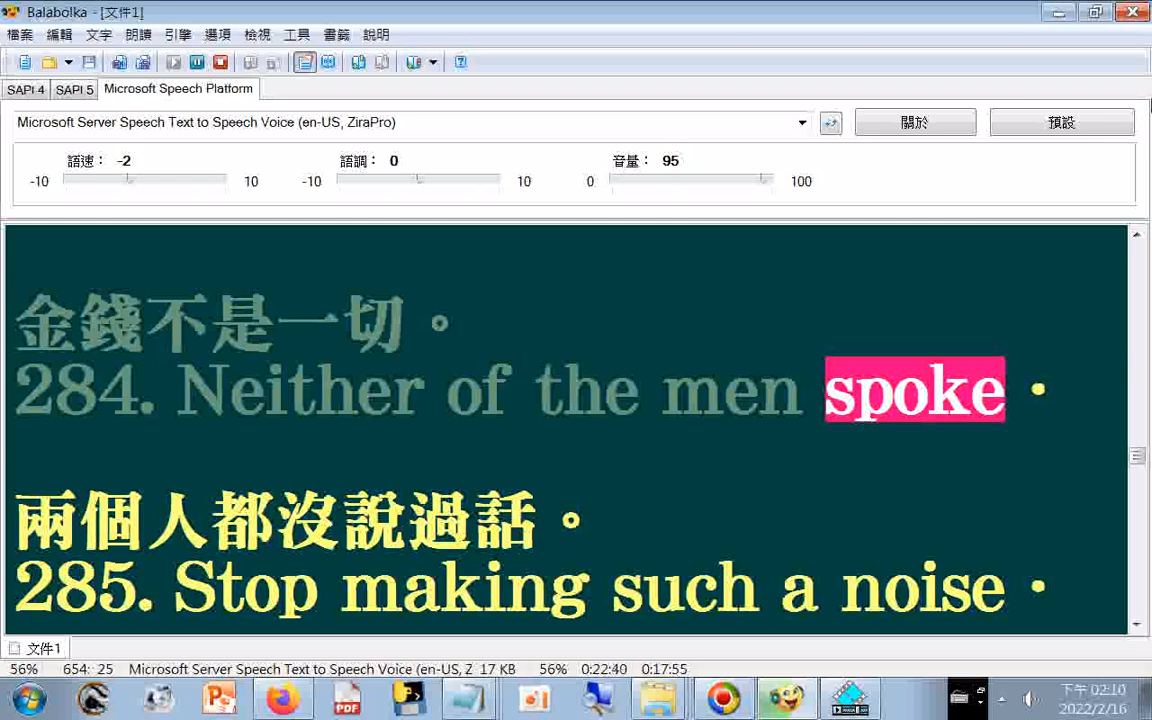 Balabolka - [文件1]
檔案 編輯 文字 朗讀 引擎 選項 檢視 工具 書籤 說明
SAPI 4 SAPI 5 Microsoft Speech Platform
Microsoft Server Speech Text to Speech Voice (en-US, ZiraPro) 關於 預設
語速： -2 語調： 0 音量： 95
-10 10 -10 10 0 100
金錢不是一切。
284. Neither of the men spoke．
兩個人都沒說過話。
285. Stop making such a noise．
文件1
56% 654: 25 Microsoft Server Speech Text to Speech Voice (en-US, Z 17 KB 56% 0:22:40 0:17:55
下午 02:10
2022/2/16